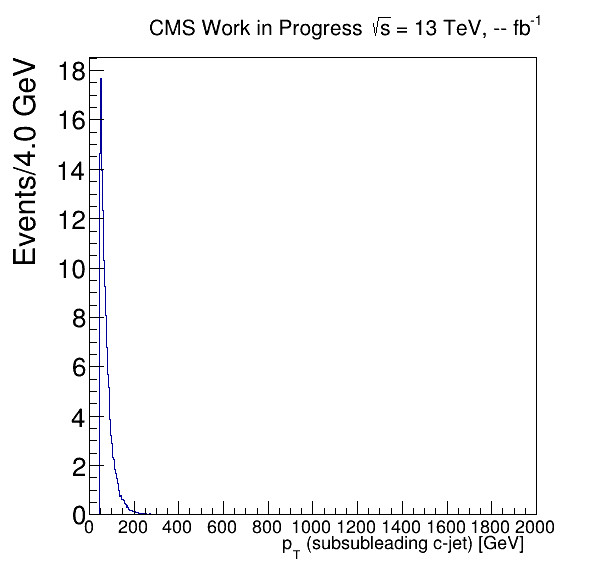 CMS Work in Progress √s = 13 TeV, -- fb⁻¹
Events/4.0 GeV
18
16
14
12
10
8
6
4
2
0
0 200 400 600 800 1000 1200 1400 1600 1800 2000
p_T (subsubleading c-jet) [GeV]